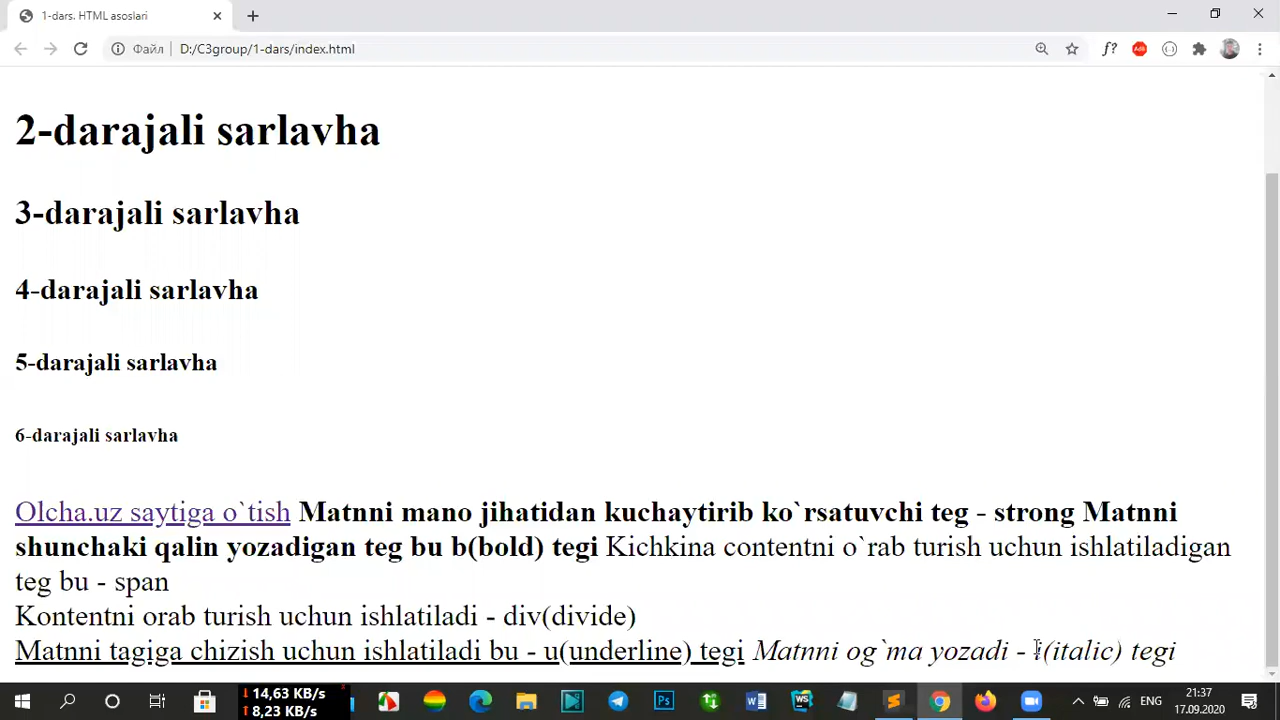 1-dars. HTML asoslari
Файл
D:/C3group/1-dars/index.html
f?
2-darajali sarlavha
3-darajali sarlavha
4-darajali sarlavha
5-darajali sarlavha
6-darajali sarlavha
Olcha.uz saytiga o`tish Matnni mano jihatidan kuchaytirib ko`rsatuvchi teg - strong Matnni
shunchaki qalin yozadigan teg bu b(bold) tegi Kichkina contentni o`rab turish uchun ishlatiladigan
teg bu - span
Kontentni orab turish uchun ishlatiladi - div(divide)
Matnni tagiga chizish uchun ishlatiladi bu - u(underline) tegi Matnni og`ma yozadi - i(italic) tegi
14,63 KB/s
8,23 KB/s
Ps
ENG
21:37
17.09.2020